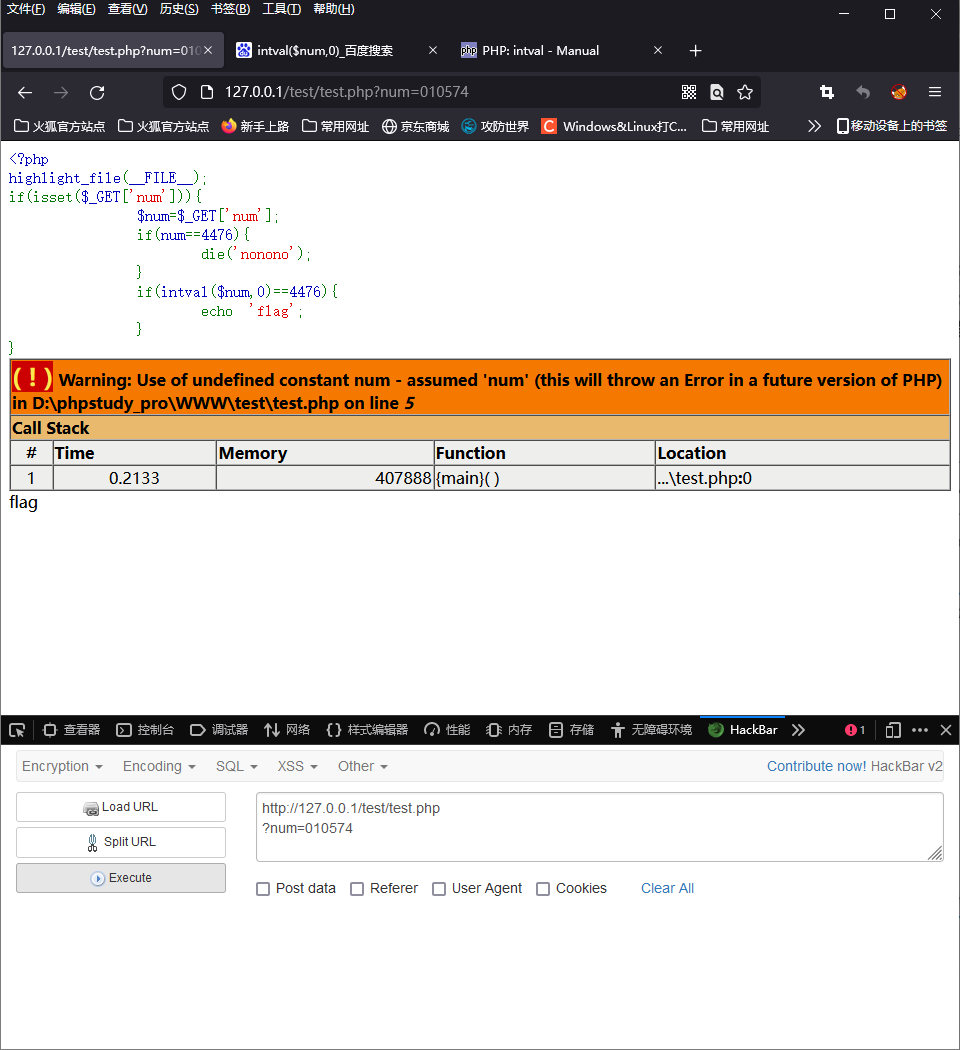 文件(F) 编辑(E) 查看(V) 历史(S) 书签(B) 工具(T) 帮助(H)
127.0.0.1/test/test.php?num=010 intval($num,0)_百度搜索 php PHP: intval - Manual
127.0.0.1/test/test.php?num=010574
火狐官方站点 火狐官方站点 新手上路 常用网址 京东商城 攻防世界 C Windows&Linux打C... 常用网址 移动设备上的书签
<?php
highlight_file(__FILE__);
if(isset($_GET['num'])){
$num=$_GET['num'];
if(num==4476){
die('nonono');
}
if(intval($num,0)==4476){
echo 'flag';
}
}
( ! ) Warning: Use of undefined constant num - assumed 'num' (this will throw an Error in a future version of PHP)
in D:\phpstudy_pro\WWW\test\test.php on line 5
Call Stack
# Time Memory Function Location
1 0.2133 407888 {main}( ) ...\test.php:0
flag
查看器 控制台 调试器 网络 样式编辑器 性能 内存 存储 无障碍环境 HackBar 1
Encryption Encoding SQL XSS Other Contribute now! HackBar v2
Load URL
Split URL
Execute
http://127.0.0.1/test/test.php
?num=010574
Post data Referer User Agent Cookies Clear All